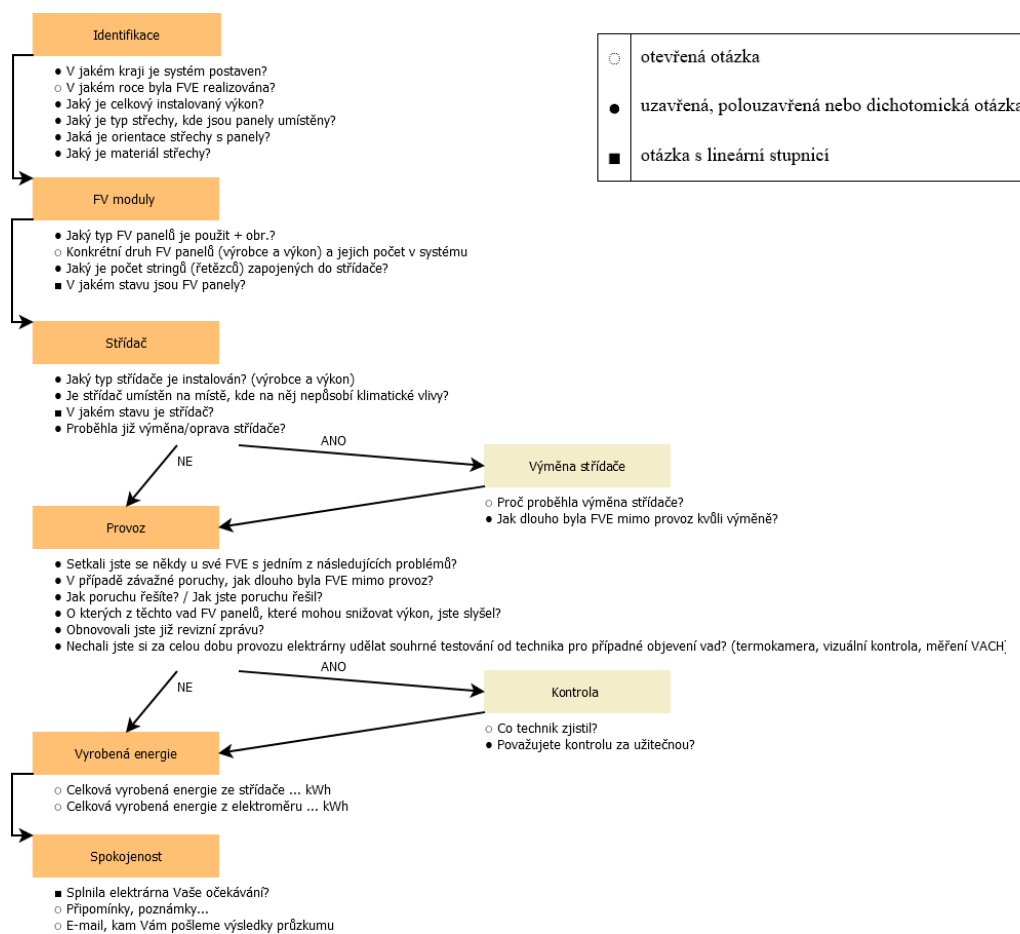 Identifikace
● V jakém kraji je systém postaven?
○ V jakém roce byla FVE realizována?
● Jaký je celkový instalovaný výkon?
● Jaký je typ střechy, kde jsou panely umístěny?
● Jaká je orientace střechy s panely?
● Jaký je materiál střechy?
◌ otevřená otázka
● uzavřená, polouzavřená nebo dichotomická otázka
■ otázka s lineární stupnicí
FV moduly
● Jaký typ FV panelů je použit + obr.?
○ Konkrétní druh FV panelů (výrobce a výkon) a jejich počet v systému
● Jaký je počet stringů (řetězců) zapojených do střídače?
■ V jakém stavu jsou FV panely?
Střídač
● Jaký typ střídače je instalován? (výrobce a výkon)
● Je střídač umístěn na místě, kde na něj nepůsobí klimatické vlivy?
■ V jakém stavu je střídač?
● Proběhla již výměna/oprava střídače?
NE
ANO
Výměna střídače
○ Proč proběhla výměna střídače?
● Jak dlouho byla FVE mimo provoz kvůli výměně?
Provoz
● Setkali jste se někdy u své FVE s jedním z následujících problémů?
● V případě závažné poruchy, jak dlouho byla FVE mimo provoz?
● Jak poruchu řešíte? / Jak jste poruchu řešil?
● O kterých z těchto vad FV panelů, které mohou snižovat výkon, jste slyšel?
● Obnovovali jste již revizní zprávu?
● Nechali jste si za celou dobu provozu elektrárny udělat souhrné testování od technika pro případné objevení vad? (termokamera, vizuální kontrola, měření VACH)
NE
ANO
Kontrola
○ Co technik zjistil?
● Považujete kontrolu za užitečnou?
Vyrobená energie
○ Celková vyrobená energie ze střídače ... kWh
○ Celková vyrobená energie z elektroměru ... kWh
Spokojenost
■ Splnila elektrárna Vaše očekávání?
○ Připomínky, poznámky...
○ E-mail, kam Vám pošleme výsledky průzkumu